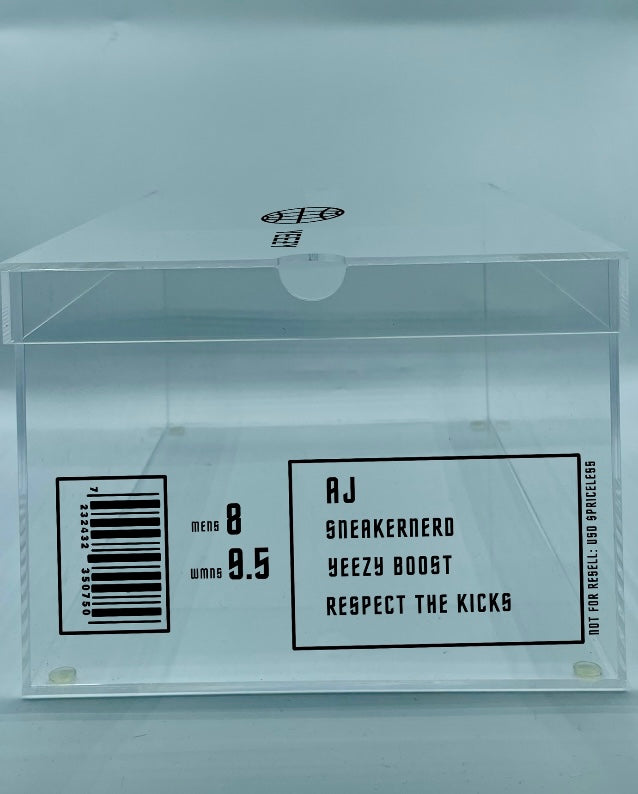 YEEZY
7 232432 350750
MENS 8
WMNS 9.5
AJ
SNEAKERNERD
YEEZY BOOST
RESPECT THE KICKS
NOT FOR RESELL: USD $PRICELESS